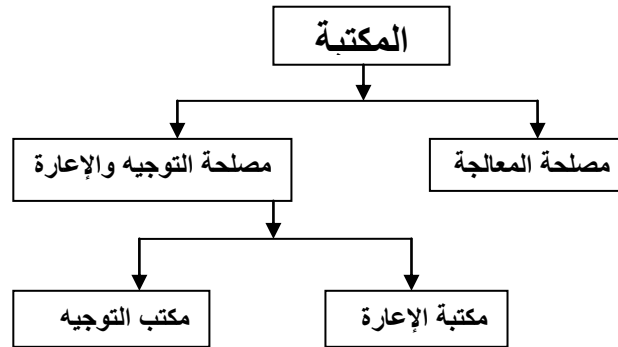 المكتبة
مصلحة المعالجة
مصلحة التوجيه والإعارة
مكتبة الإعارة
مكتب التوجيه